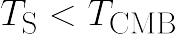 T_S < T_CMB